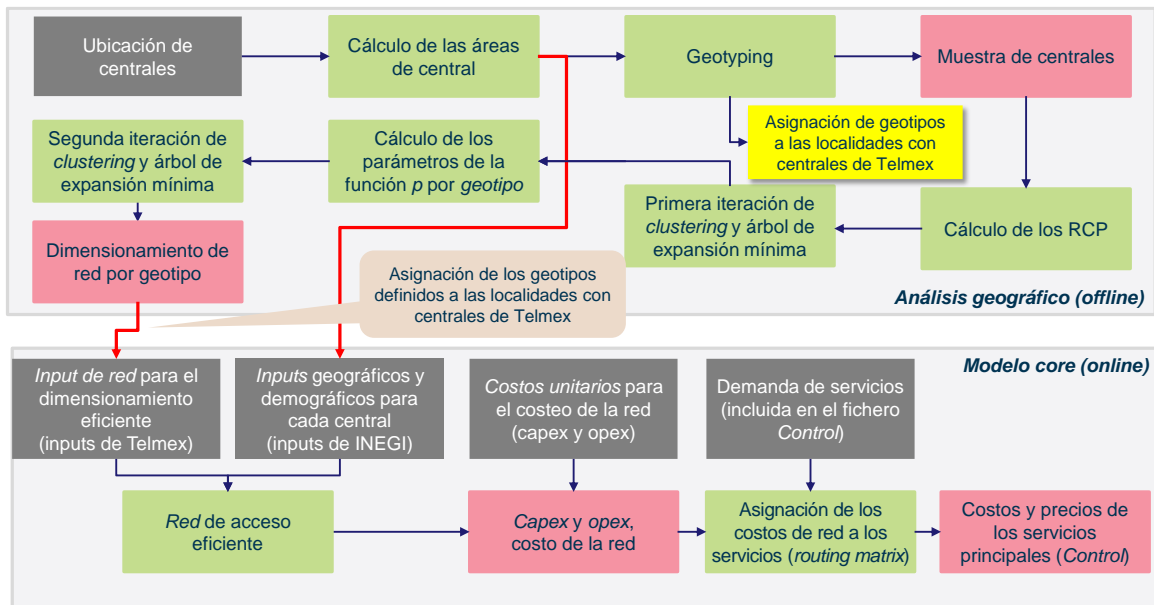 Ubicación de
centrales
Cálculo de las áreas
de central
Geotyping
Muestra de centrales
Asignación de geotipos
a las localidades con
centrales de Telmex
Segunda iteración de
clustering y árbol de
expansión mínima
Cálculo de los
parámetros de la
función p por geotipo
Primera iteración de
clustering y árbol de
expansión mínima
Cálculo de los RCP
Dimensionamiento de
red por geotipo
Asignación de los geotipos
definidos a las localidades con
centrales de Telmex
Análisis geográfico (offline)
Modelo core (online)
Input de red para el
dimensionamiento
eficiente
(inputs de Telmex)
Inputs geográficos y
demográficos para
cada central
(inputs de INEGI)
Costos unitarios para
el costeo de la red
(capex y opex)
Demanda de servicios
(incluida en el fichero
Control)
Red de acceso
eficiente
Capex y opex,
costo de la red
Asignación de los
costos de red a los
servicios (routing matrix)
Costos y precios de
los servicios
principales (Control)